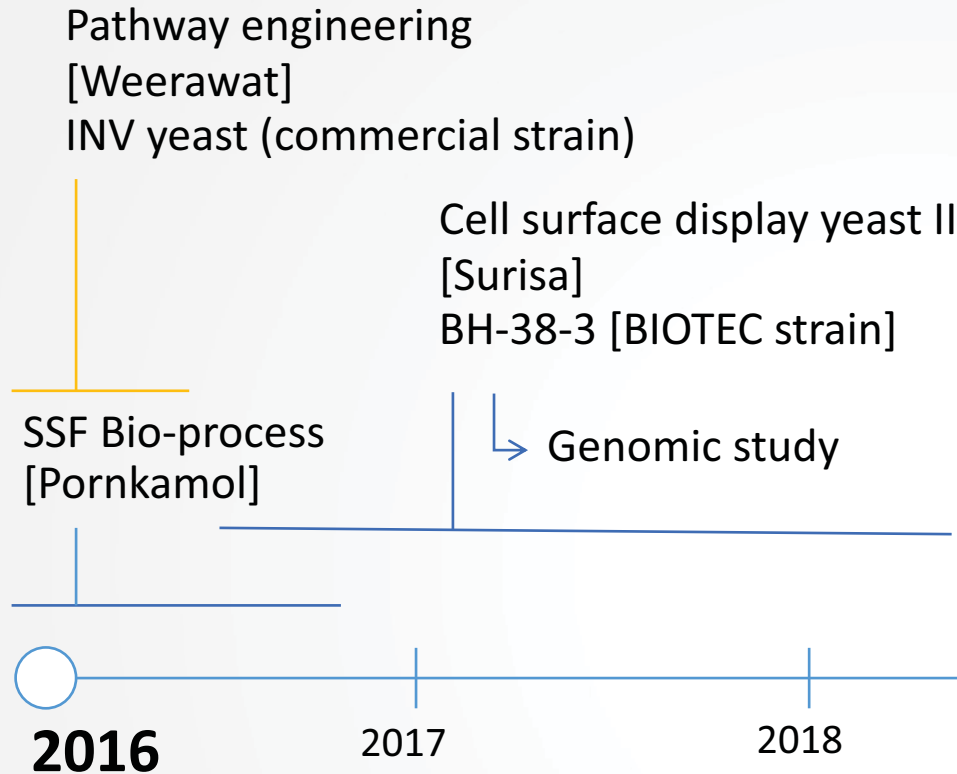 Pathway engineering
[Weerawat]
INV yeast (commercial strain)
Cell surface display yeast II
[Surisa]
BH-38-3 [BIOTEC strain]
SSF Bio-process
[Pornkamol]
Genomic study
2016
2017
2018